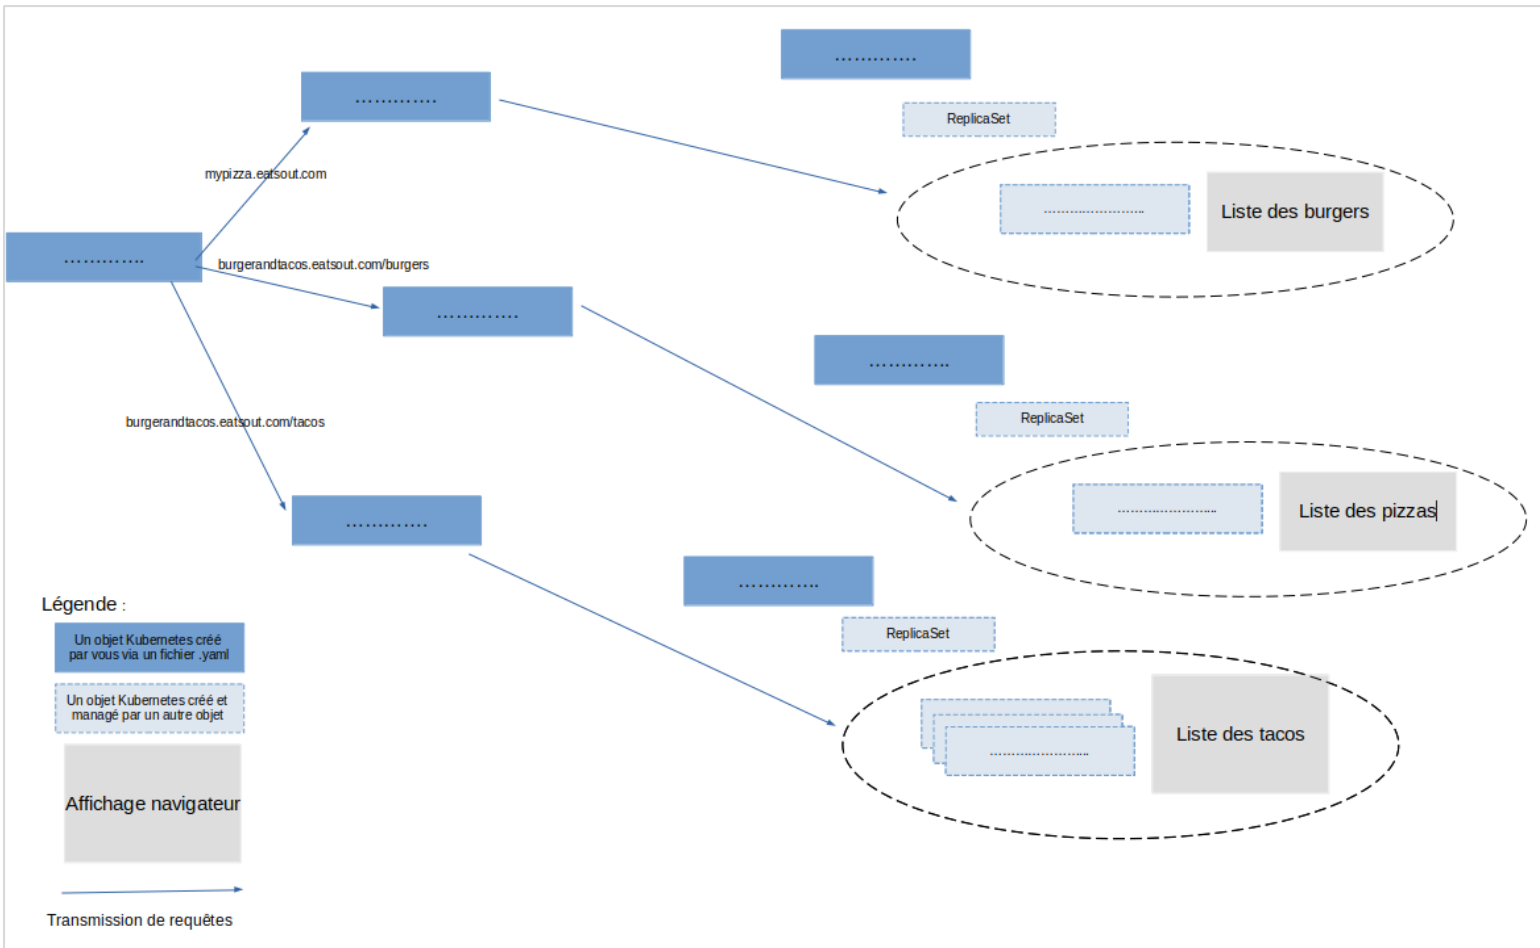 ………….
………….
ReplicaSet
mypizza.eatsout.com
…………………..
Liste des burgers
………….
burgerandtacos.eatsout.com/burgers
………….
………….
ReplicaSet
burgerandtacos.eatsout.com/tacos
…………………...
Liste des pizzas
………….
………….
ReplicaSet
…………………...
Liste des tacos
Légende :
Un objet Kubernetes créé
par vous via un fichier .yaml
Un objet Kubernetes créé et
managé par un autre objet
Affichage navigateur
Transmission de requêtes